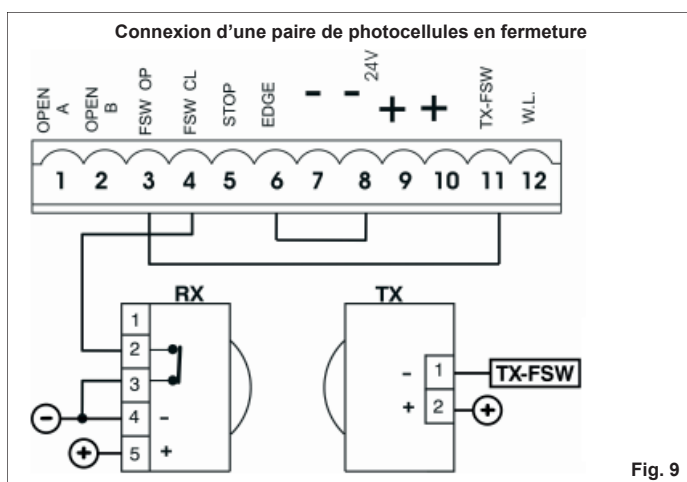 Connexion d'une paire de photocellules en fermeture
OPEN A
OPEN B
FSW OP
FSW CL
STOP
EDGE
-
-
24V
+
+
TX-FSW
W.L.
1 2 3 4 5 6 7 8 9 10 11 12
RX
TX
1
2
3
4 -
5 +
- 1
+ 2
TX-FSW
-
+
+
Fig. 9